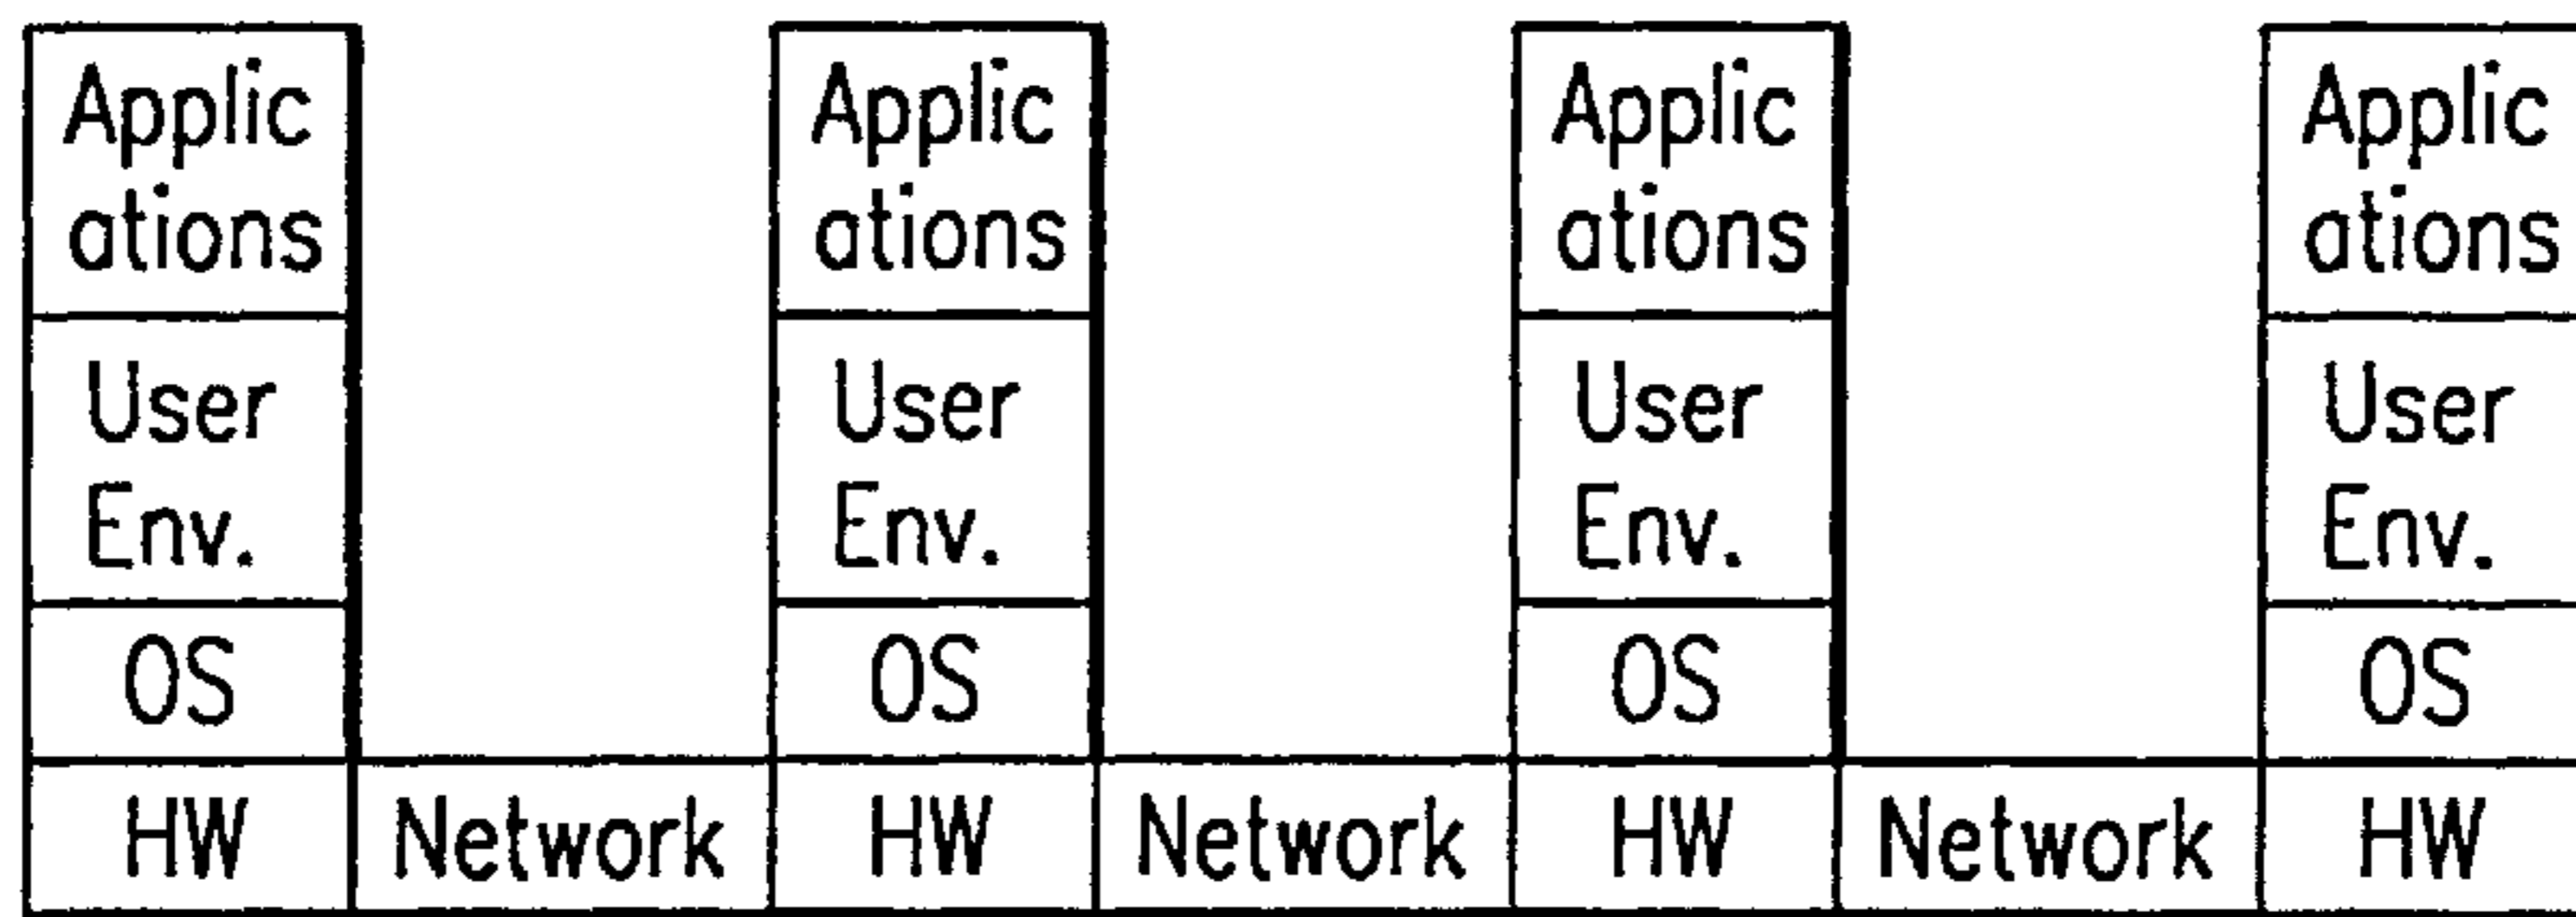 Applic Applic Applic Applic
ations ations ations ations
User User User User
Env. Env. Env. Env.
OS OS OS OS
HW Network HW Network HW Network HW